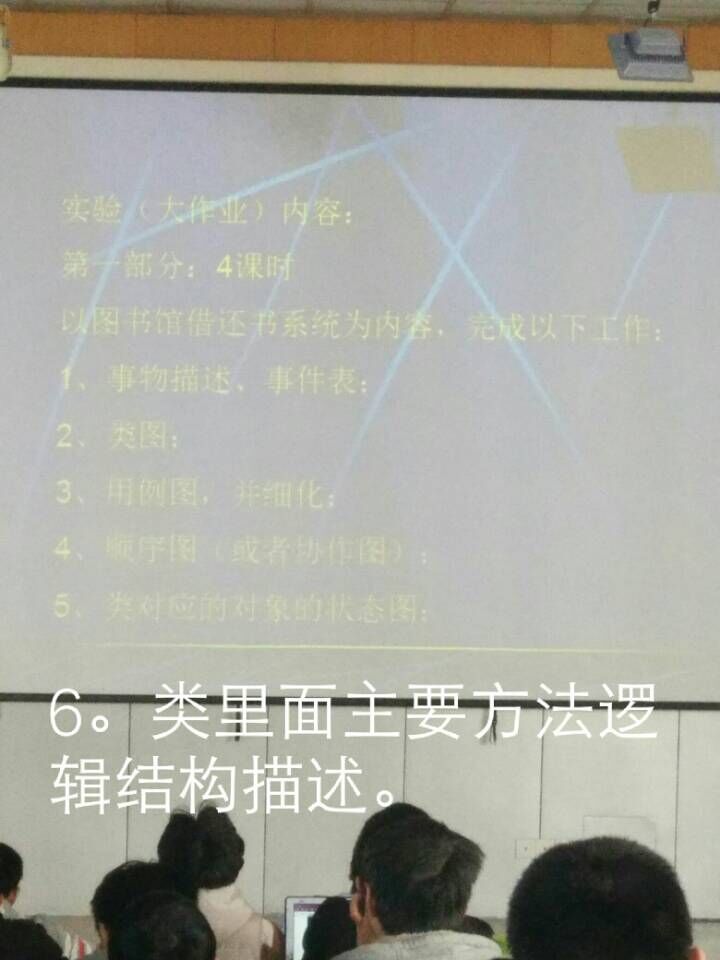 实验（大作业）内容：
第一部分：4课时
以图书馆借还书系统为内容，完成以下工作：
1、事物描述、事件表；
2、类图；
3、用例图，并细化；
4、顺序图（或者协作图）；
5、类对应的对象的状态图；
6。类里面主要方法逻
辑结构描述。